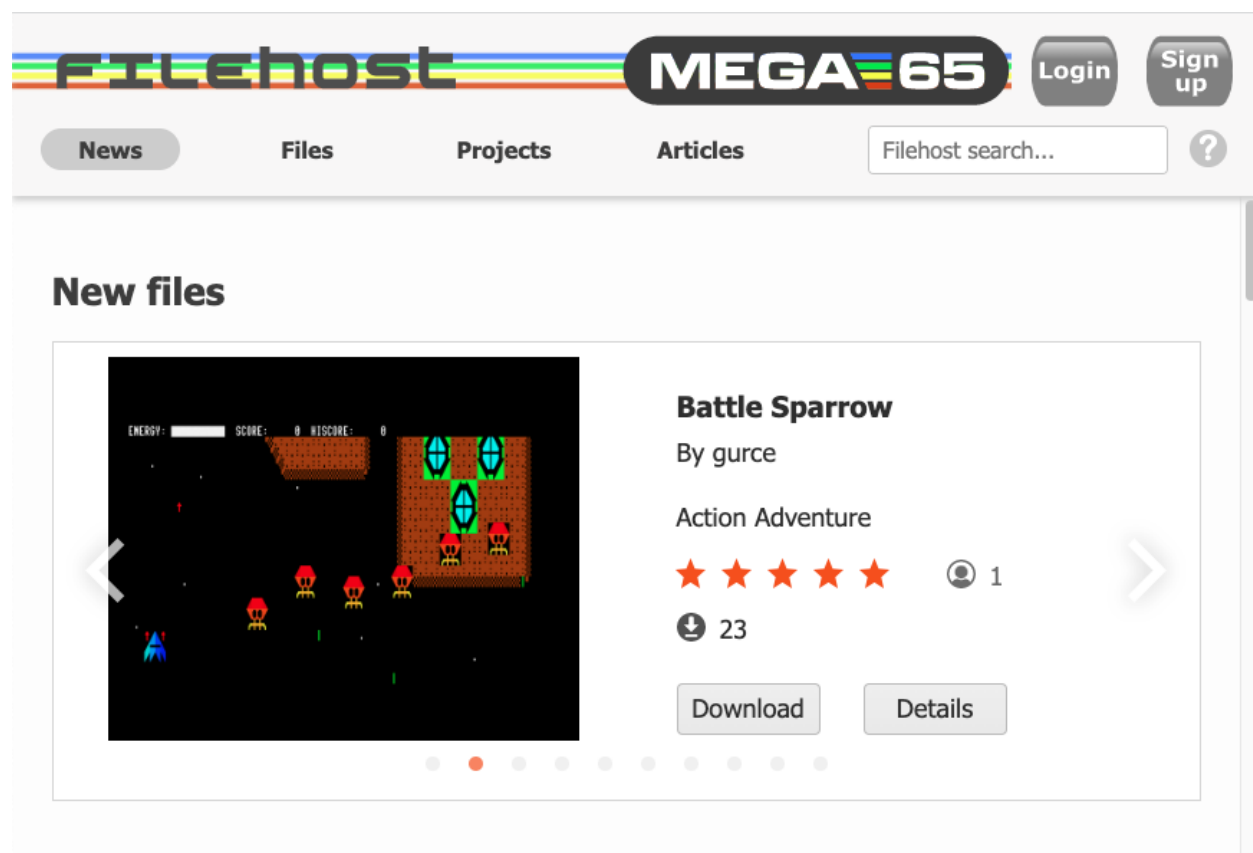 FILEhost MEGA65 Login Sign up
News Files Projects Articles Filehost search... ?
New files
ENERGY: SCORE: 0 HISCORE: 0
Battle Sparrow
By gurce
Action Adventure
1
23
Download Details